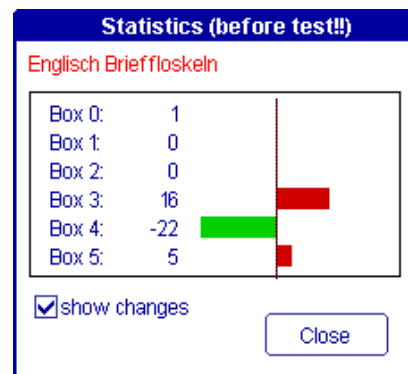 Statistics (before test!!)
Englisch Brieffloskeln
Box 0: 1
Box 1: 0
Box 2: 0
Box 3: 16
Box 4: -22
Box 5: 5
show changes
Close